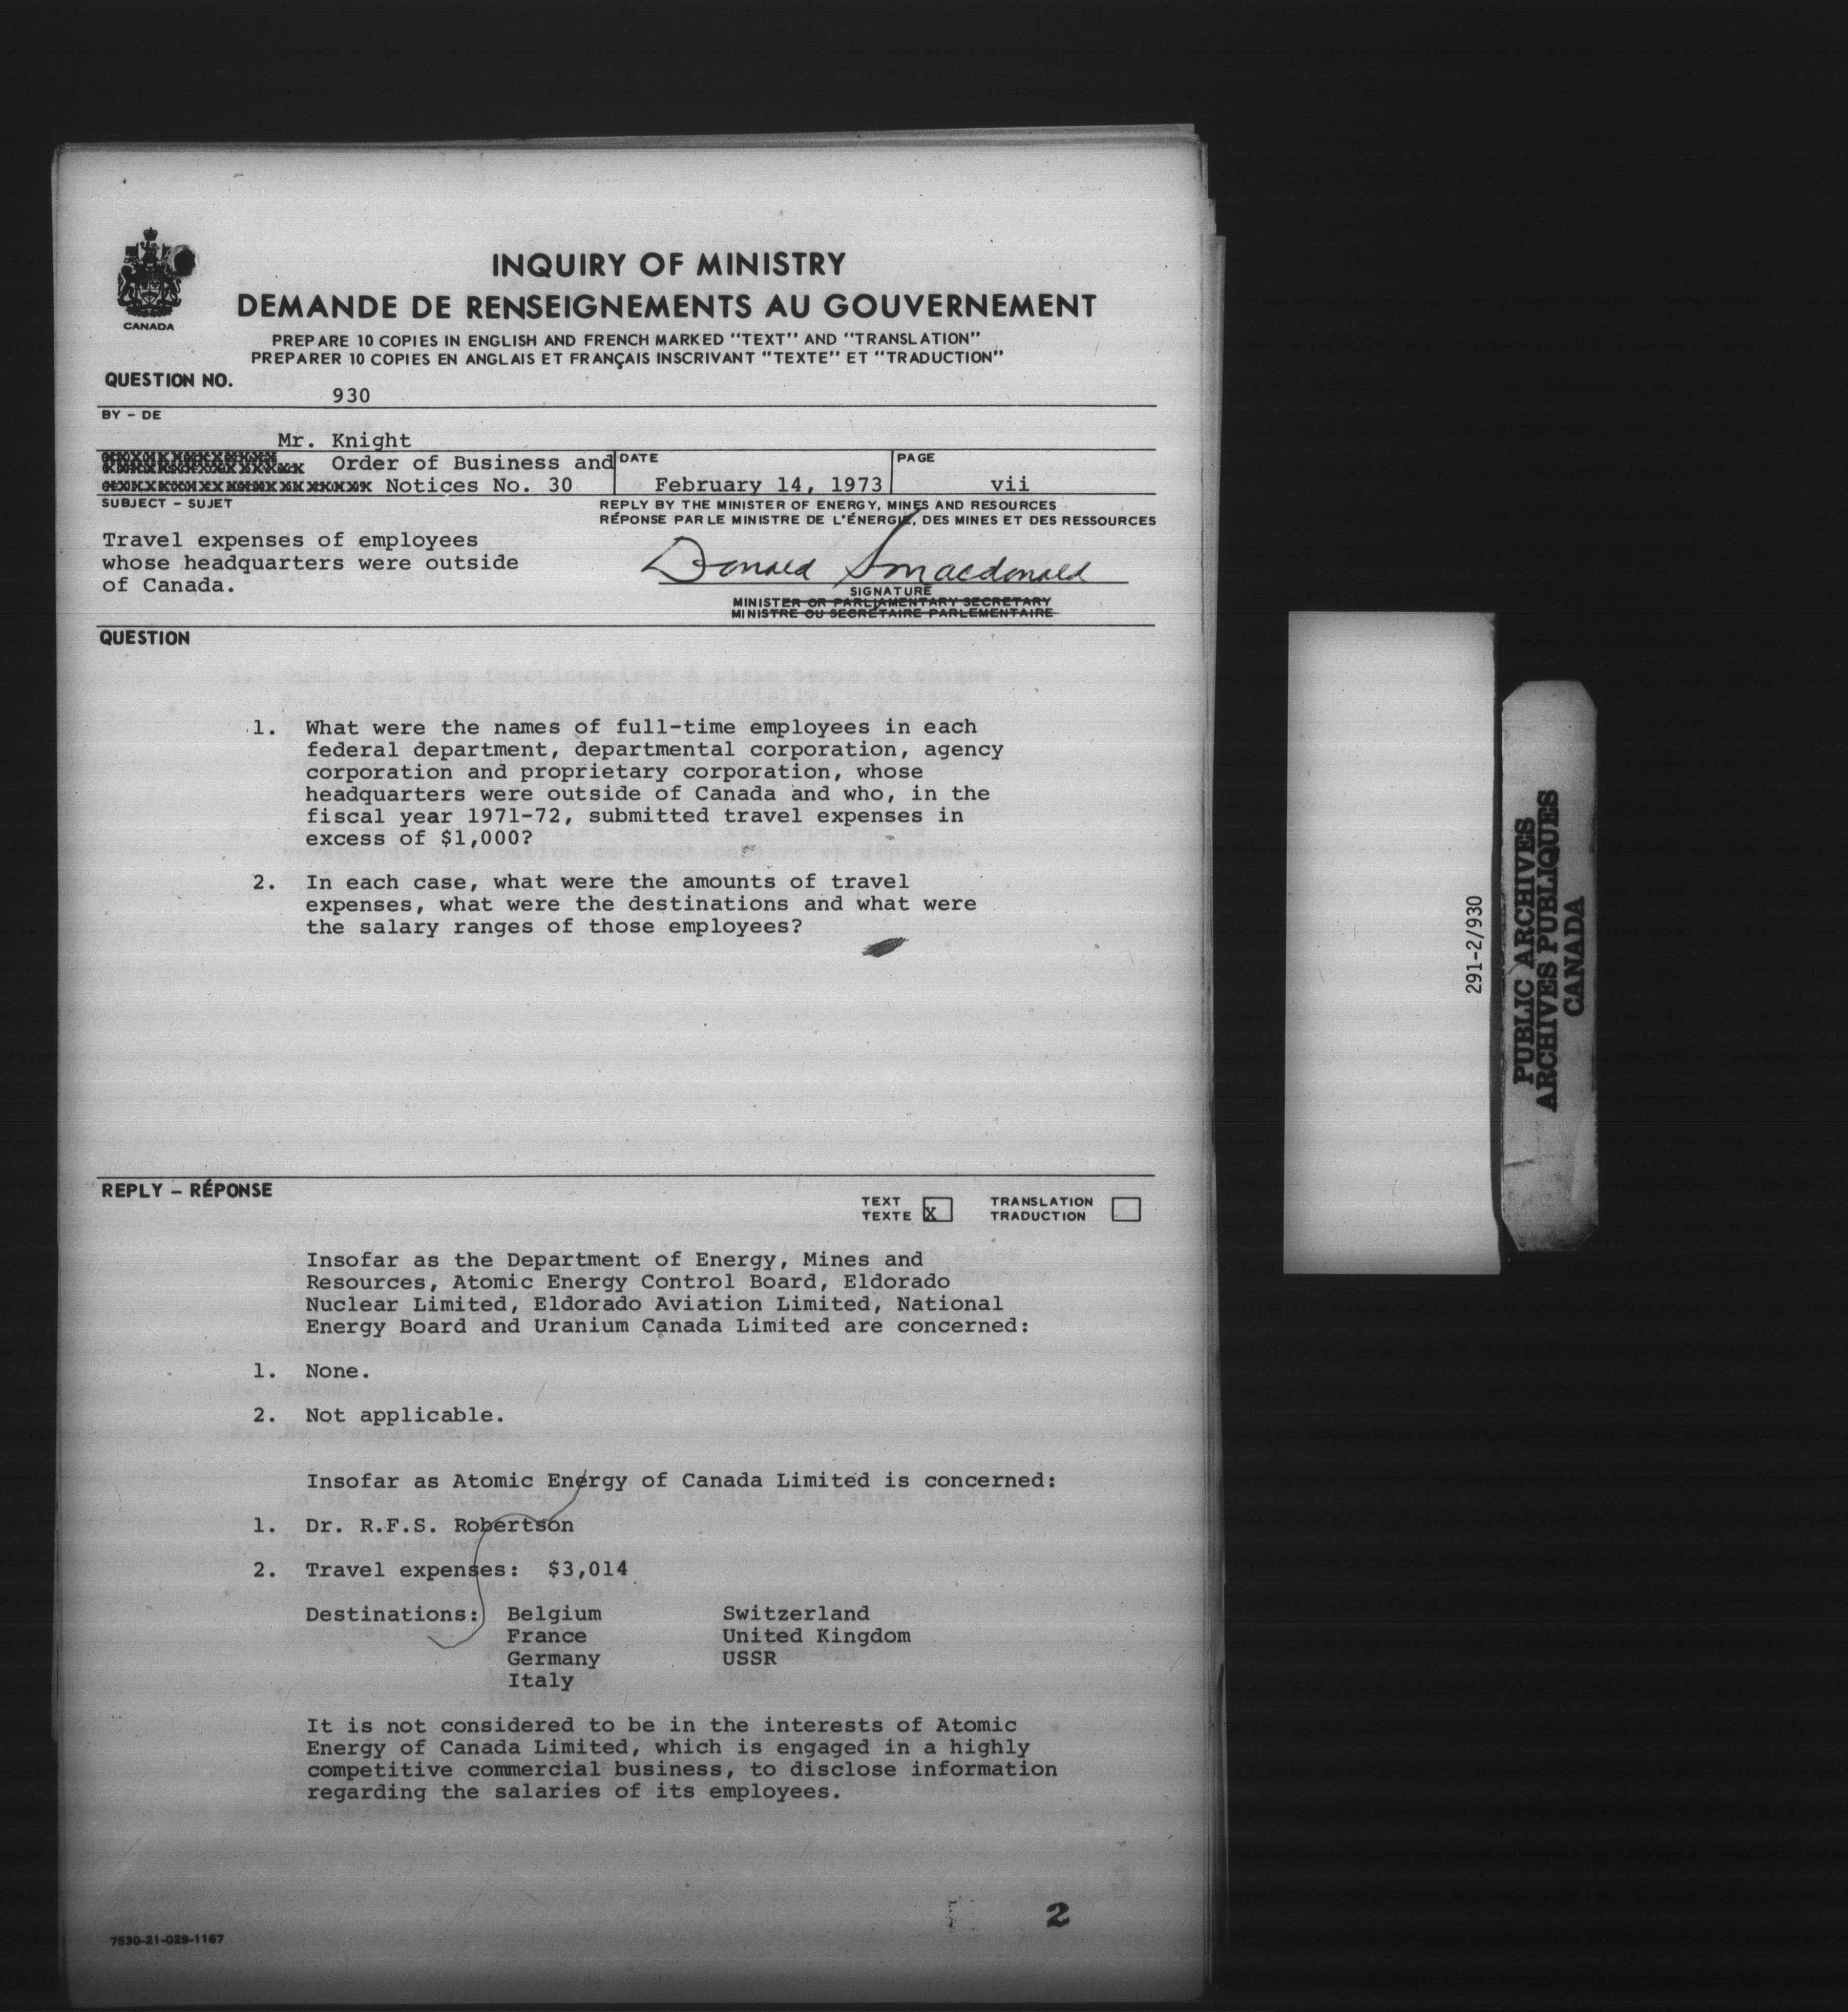 CANADA
INQUIRY OF MINISTRY
DEMANDE DE RENSEIGNEMENTS AU GOUVERNEMENT
PREPARE 10 COPIES IN ENGLISH AND FRENCH MARKED "TEXT" AND "TRANSLATION"
PREPARER 10 COPIES EN ANGLAIS ET FRANÇAIS INSCRIVANT "TEXTE" ET "TRADUCTION"
QUESTION NO.
930
BY – DE
Mr. Knight
Order of Business and
Notices No. 30
DATE
February 14, 1973
PAGE
vii
SUBJECT – SUJET
Travel expenses of employees
whose headquarters were outside
of Canada.
REPLY BY THE MINISTER OF ENERGY, MINES AND RESOURCES
RÉPONSE PAR LE MINISTRE DE L'ÉNERGIE, DES MINES ET DES RESSOURCES
Donald S Macdonald
SIGNATURE
MINISTER OR PARLIAMENTARY SECRETARY
MINISTRE OU SECRÉTAIRE PARLEMENTAIRE
QUESTION
1. What were the names of full-time employees in each
federal department, departmental corporation, agency
corporation and proprietary corporation, whose
headquarters were outside of Canada and who, in the
fiscal year 1971-72, submitted travel expenses in
excess of $1,000?
2. In each case, what were the amounts of travel
expenses, what were the destinations and what were
the salary ranges of those employees?
REPLY – RÉPONSE
TEXT
TEXTE X
TRANSLATION
TRADUCTION
Insofar as the Department of Energy, Mines and
Resources, Atomic Energy Control Board, Eldorado
Nuclear Limited, Eldorado Aviation Limited, National
Energy Board and Uranium Canada Limited are concerned:
1. None.
2. Not applicable.
Insofar as Atomic Energy of Canada Limited is concerned:
1. Dr. R.F.S. Robertson
2. Travel expenses: $3,014
Destinations: Belgium Switzerland
France United Kingdom
Germany USSR
Italy
It is not considered to be in the interests of Atomic
Energy of Canada Limited, which is engaged in a highly
competitive commercial business, to disclose information
regarding the salaries of its employees.
2
7530-21-029-1167
291-2/930
PUBLIC ARCHIVES
ARCHIVES PUBLIQUES
CANADA